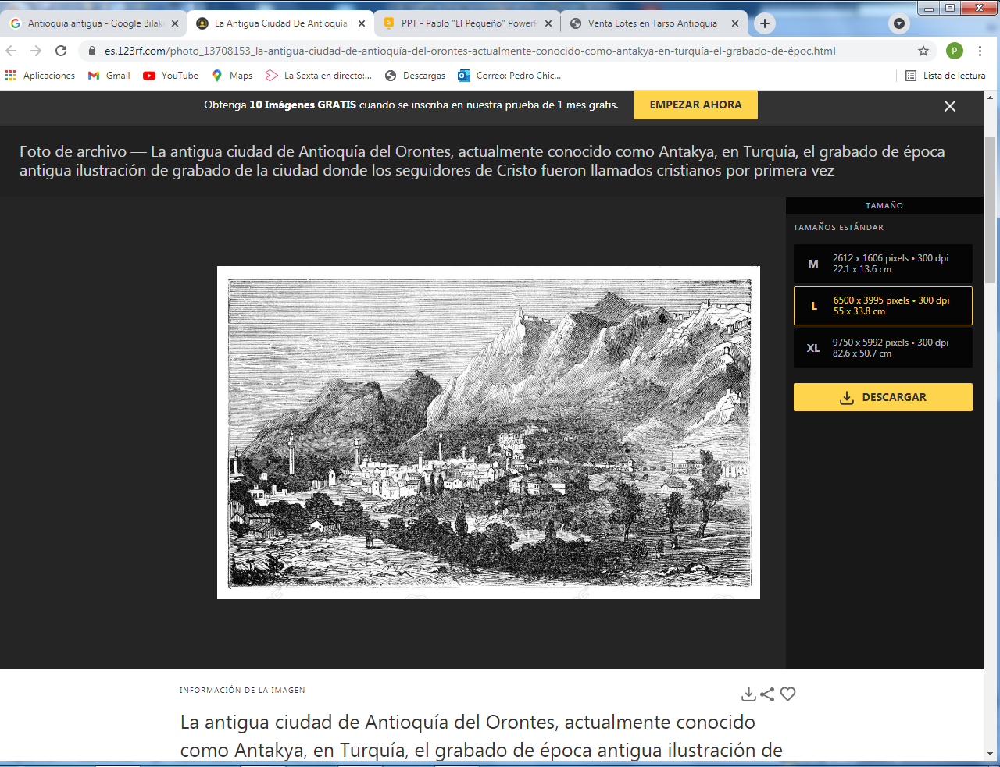 Antioquia antigua - Google Bilak
La Antigua Ciudad De Antioquía
PPT - Pablo "El Pequeño" PowerP
Venta Lotes en Tarso Antioquia
es.123rf.com/photo_13708153_la-antigua-ciudad-de-antioquía-del-orontes-actualmente-conocido-como-antakya-en-turquía-el-grabado-de-époc.html
P
Aplicaciones
Gmail
YouTube
Maps
La Sexta en directo:...
Descargas
Correo: Pedro Chic...
Lista de lectura
Obtenga 10 Imágenes GRATIS cuando se inscriba en nuestra prueba de 1 mes gratis.
EMPEZAR AHORA
Foto de archivo — La antigua ciudad de Antioquía del Orontes, actualmente conocido como Antakya, en Turquía, el grabado de época
antigua ilustración de grabado de la ciudad donde los seguidores de Cristo fueron llamados cristianos por primera vez
TAMAÑO
TAMAÑOS ESTÁNDAR
M
2612 x 1606 pixels • 300 dpi
22.1 x 13.6 cm
L
6500 x 3995 pixels • 300 dpi
55 x 33.8 cm
XL
9750 x 5992 pixels • 300 dpi
82.6 x 50.7 cm
DESCARGAR
INFORMACIÓN DE LA IMAGEN
La antigua ciudad de Antioquía del Orontes, actualmente conocido
como Antakya, en Turquía, el grabado de época antigua ilustración de